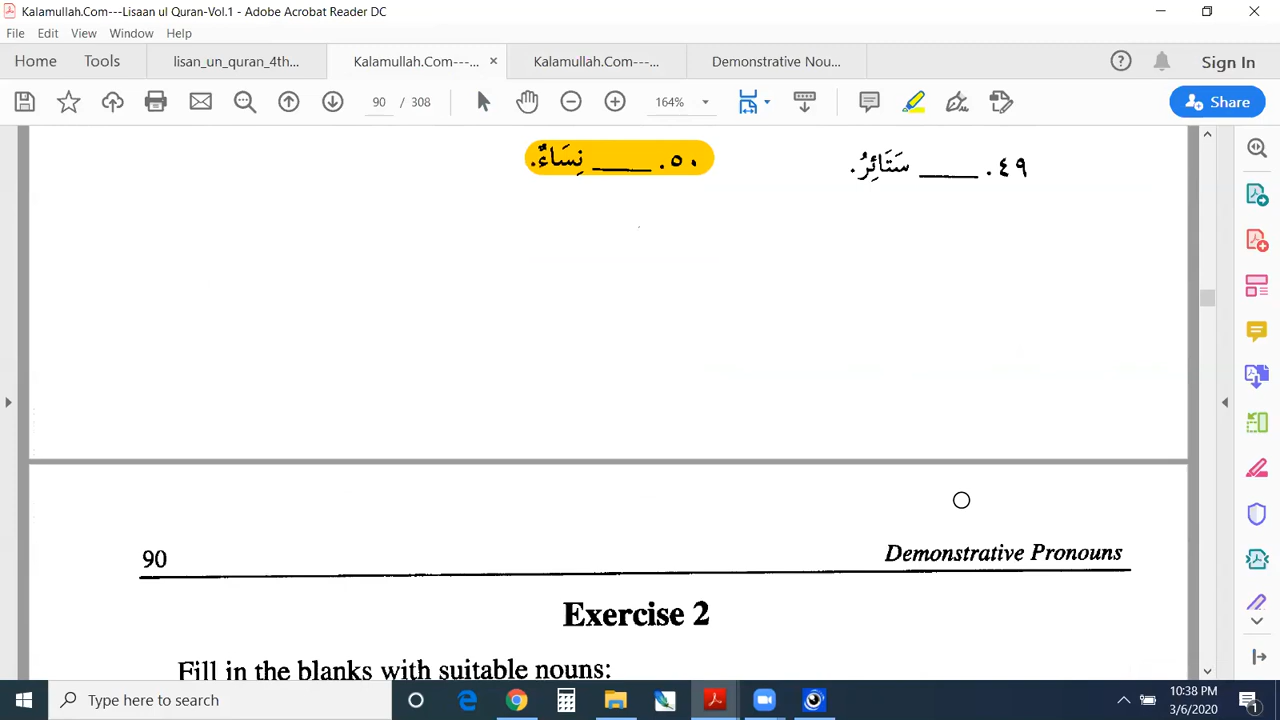 Kalamullah.Com---Lisaan ul Quran-Vol.1 - Adobe Acrobat Reader DC
File Edit View Window Help
Home Tools lisan_un_quran_4th... Kalamullah.Com---... Kalamullah.Com---... Demonstrative Nou... Sign In
90 / 308 164% Share
٤٩. ____ سَتَائِرُ.
٥٠. ____ نِسَاءٌ.
90 Demonstrative Pronouns
Exercise 2
Fill in the blanks with suitable nouns:
Type here to search
10:38 PM
3/6/2020
1